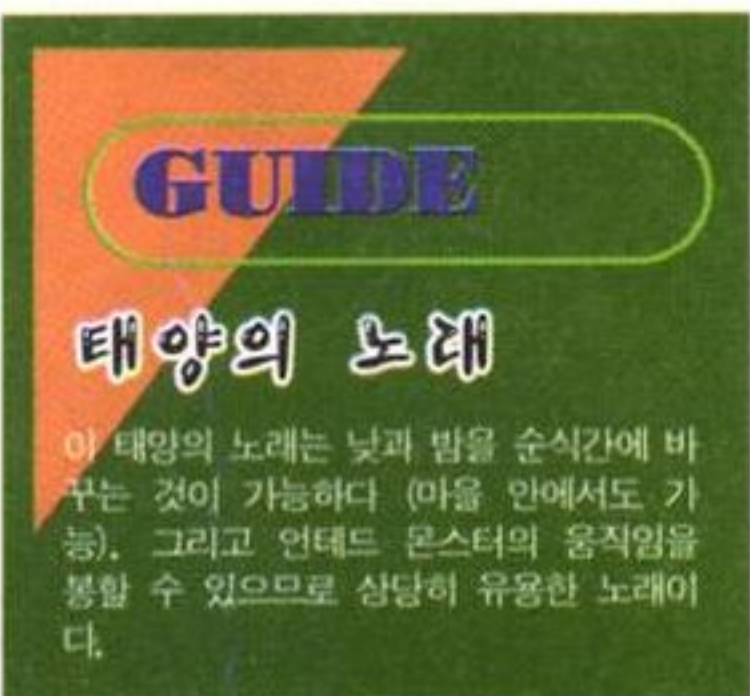 GUIDE
태양의 노래
이 태양의 노래는 낮과 밤을 순식간에 바
꾸는 것이 가능하다 (마을 안에서도 가
능). 그리고 언테드 몬스터의 움직임을
봉할 수 있으므로 상당히 유용한 노래이
다.